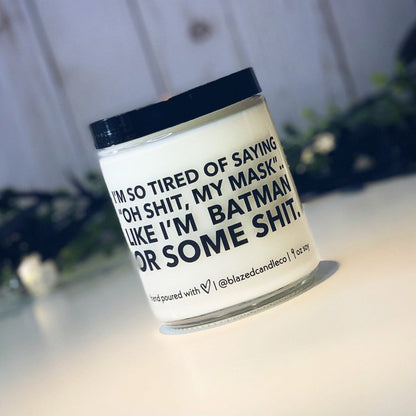 I'M SO TIRED OF SAYING
"OH SHIT, MY MASK"..
LIKE I'M BATMAN
OR SOME SHIT.
hand poured with ♡ | @blazedcandleco | 9 oz soy